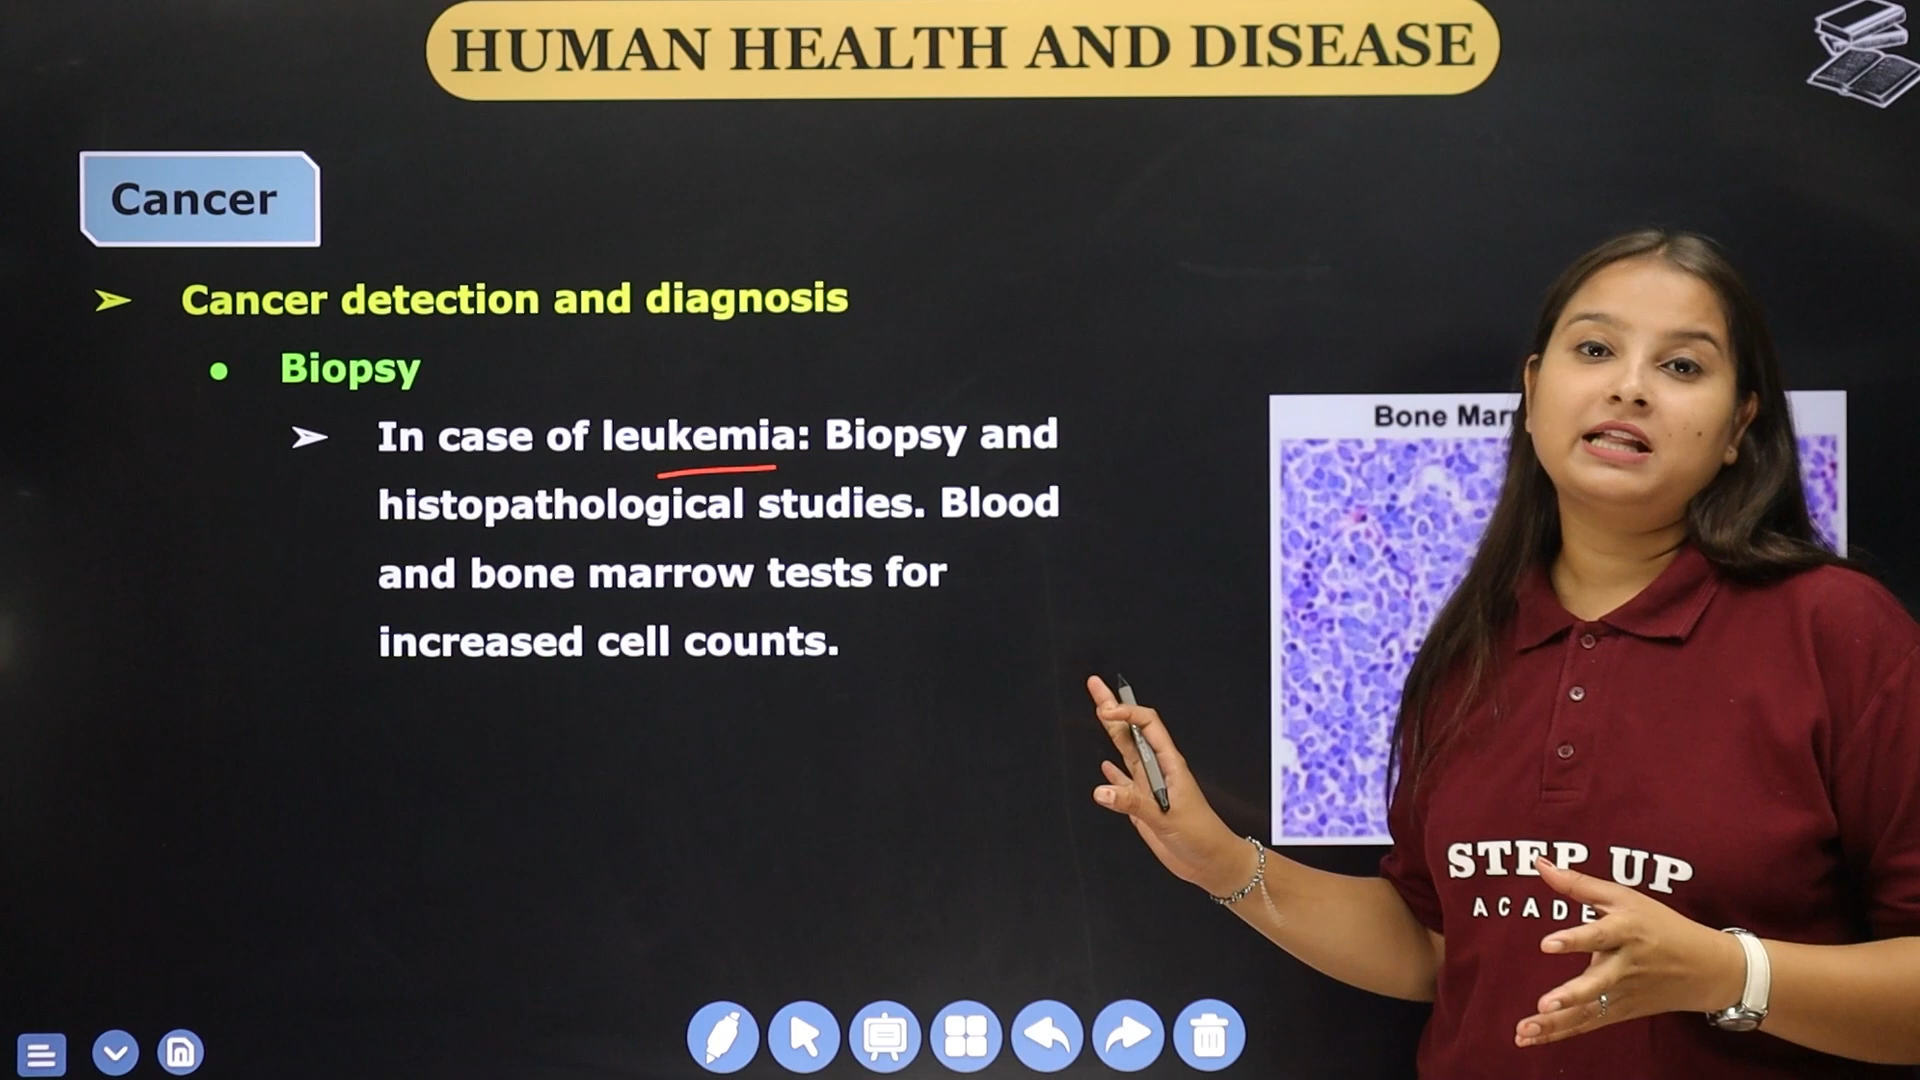 HUMAN HEALTH AND DISEASE
Cancer
➢ Cancer detection and diagnosis
• Biopsy
➢ In case of leukemia: Biopsy and
histopathological studies. Blood
and bone marrow tests for
increased cell counts.
Bone
STEP UP